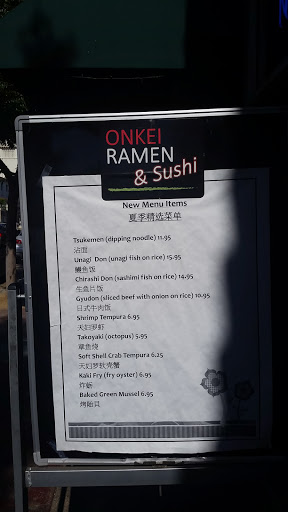 ONKEI
RAMEN
& Sushi
New Menu Items
夏季精选菜单
Tsukemen (dipping noodle) 11.95
沾面
Unagi Don (unagi fish on rice) 15.95
鳗鱼饭
Chirashi Don (sashimi fish on rice) 14.95
生鱼片饭
Gyudon (sliced beef with onion on rice) 10.95
日式牛肉饭
Shrimp Tempura 6.95
天妇罗虾
Takoyaki (octopus) 5.95
章鱼烧
Soft Shell Crab Tempura 6.25
天妇罗软壳蟹
Kaki Fry (fry oyster) 6.95
炸蛎
Baked Green Mussel 6.95
烤贻贝